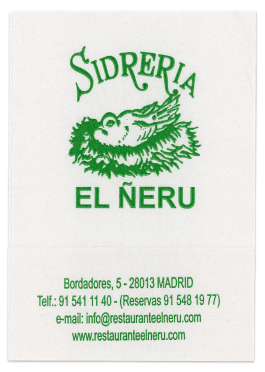 SIDRERIA
EL ÑERU
Bordadores, 5 - 28013 MADRID
Telf.: 91 541 11 40 - (Reservas 91 548 19 77)
e-mail: info@restauranteelneru.com
www.restauranteelneru.com